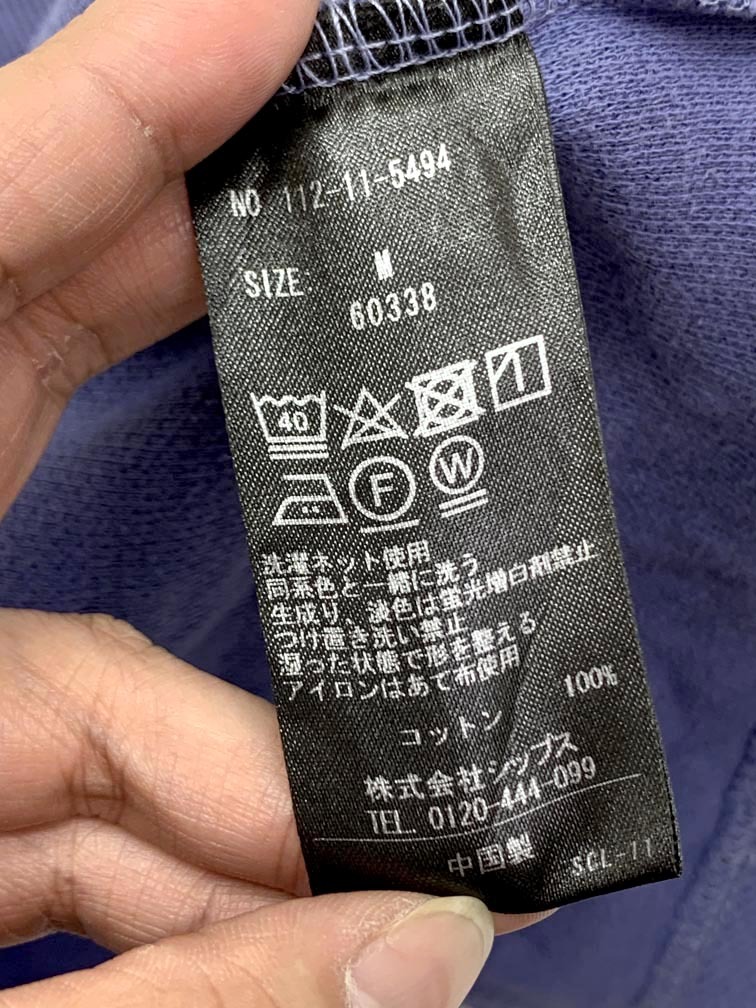 NO 112-11-5494
SIZE M
60338
40
F W
洗濯ネット使用
同系色と一緒に洗う
生成り、淡色は蛍光増白剤禁止
つけ置き洗い禁止
湿った状態で形を整える
アイロンはあて布使用
100%
コットン
株式会社シップス
TEL. 0120-444-099
中国製 SCL-11